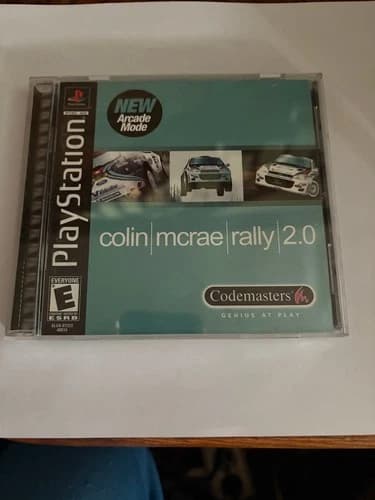 NEW
Arcade
Mode
PlayStation
colin|mcrae|rally|2.0
EVERYONE
E
ESRB
Codemasters
GENIUS AT PLAY